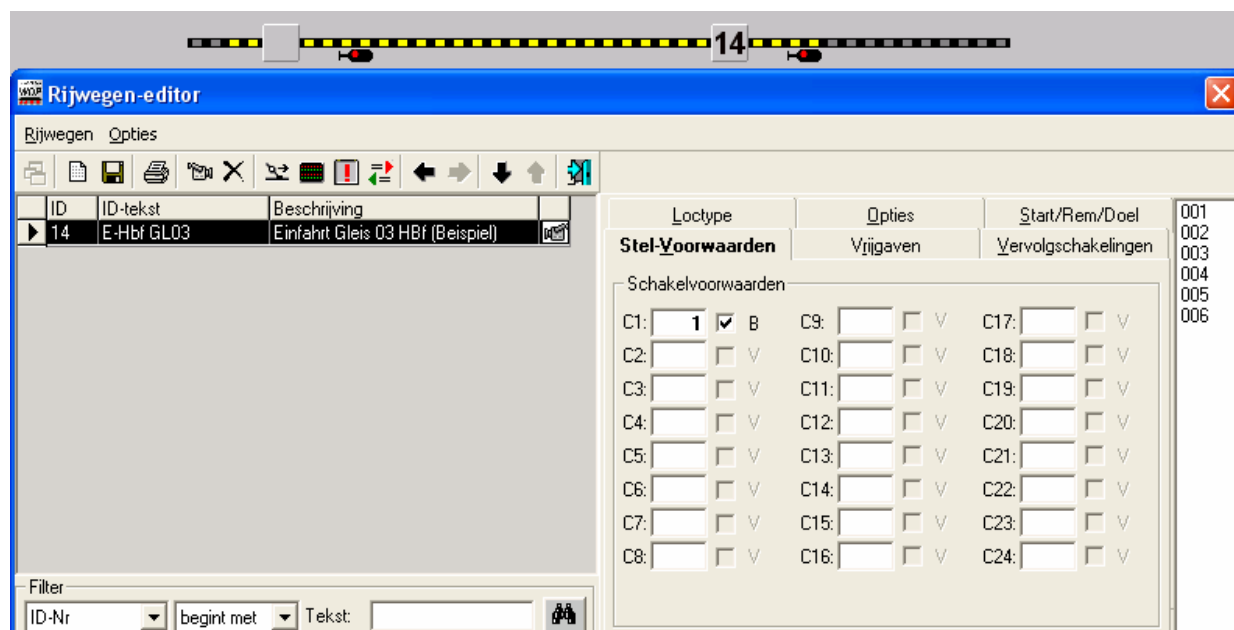 14
Rijwegen-editor
Rijwegen Opties
ID ID-tekst Beschrijving
14 E-Hbf GL03 Einfahrt Gleis 03 HBf (Beispiel)
Loctype Opties Start/Rem/Doel
Stel-Voorwaarden Vrijgaven Vervolgschakelingen
Schakelvoorwaarden
C1: 1 B C9: V C17: V
C2: V C10: V C18: V
C3: V C11: V C19: V
C4: V C12: V C20: V
C5: V C13: V C21: V
C6: V C14: V C22: V
C7: V C15: V C23: V
C8: V C16: V C24: V
001
002
003
004
005
006
Filter
ID-Nr begint met Tekst: